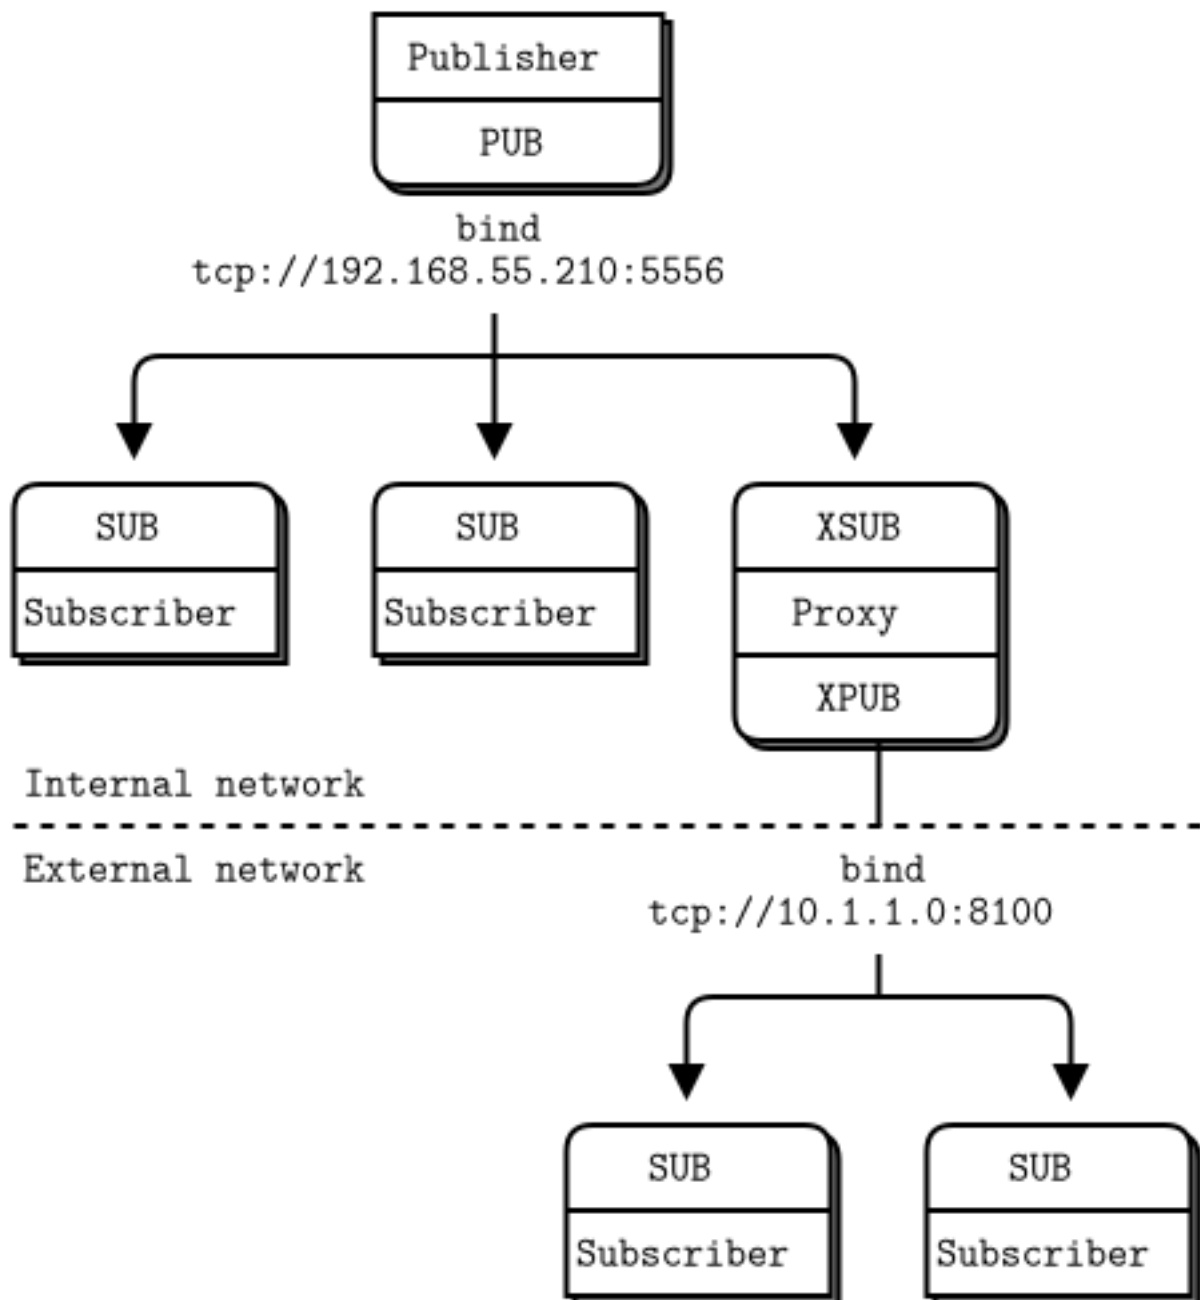 Publisher
PUB
bind
tcp://192.168.55.210:5556
SUB
Subscriber
SUB
Subscriber
XSUB
Proxy
XPUB
Internal network
External network
bind
tcp://10.1.1.0:8100
SUB
Subscriber
SUB
Subscriber